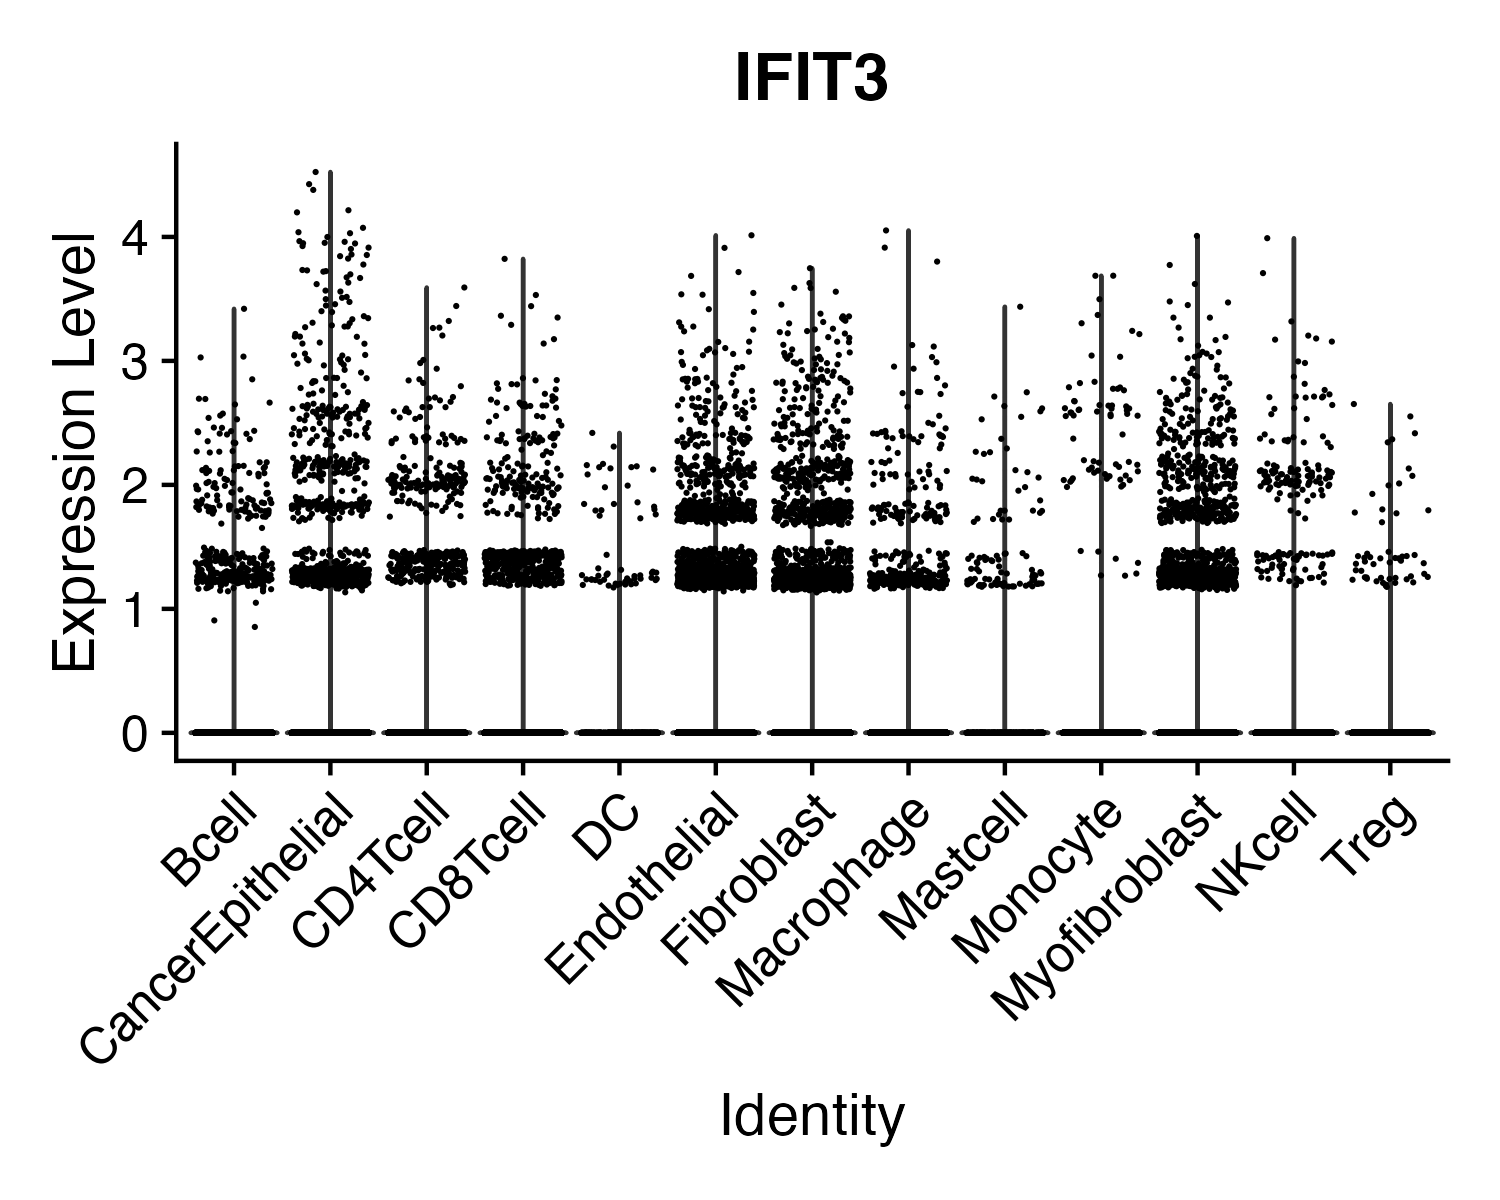 IFIT3
Expression Level
4
3
2
1
0
Bcell
CancerEpithelial
CD4Tcell
CD8Tcell
DC
Endothelial
Fibroblast
Macrophage
Mastcell
Monocyte
Myofibroblast
NKcell
Treg
Identity